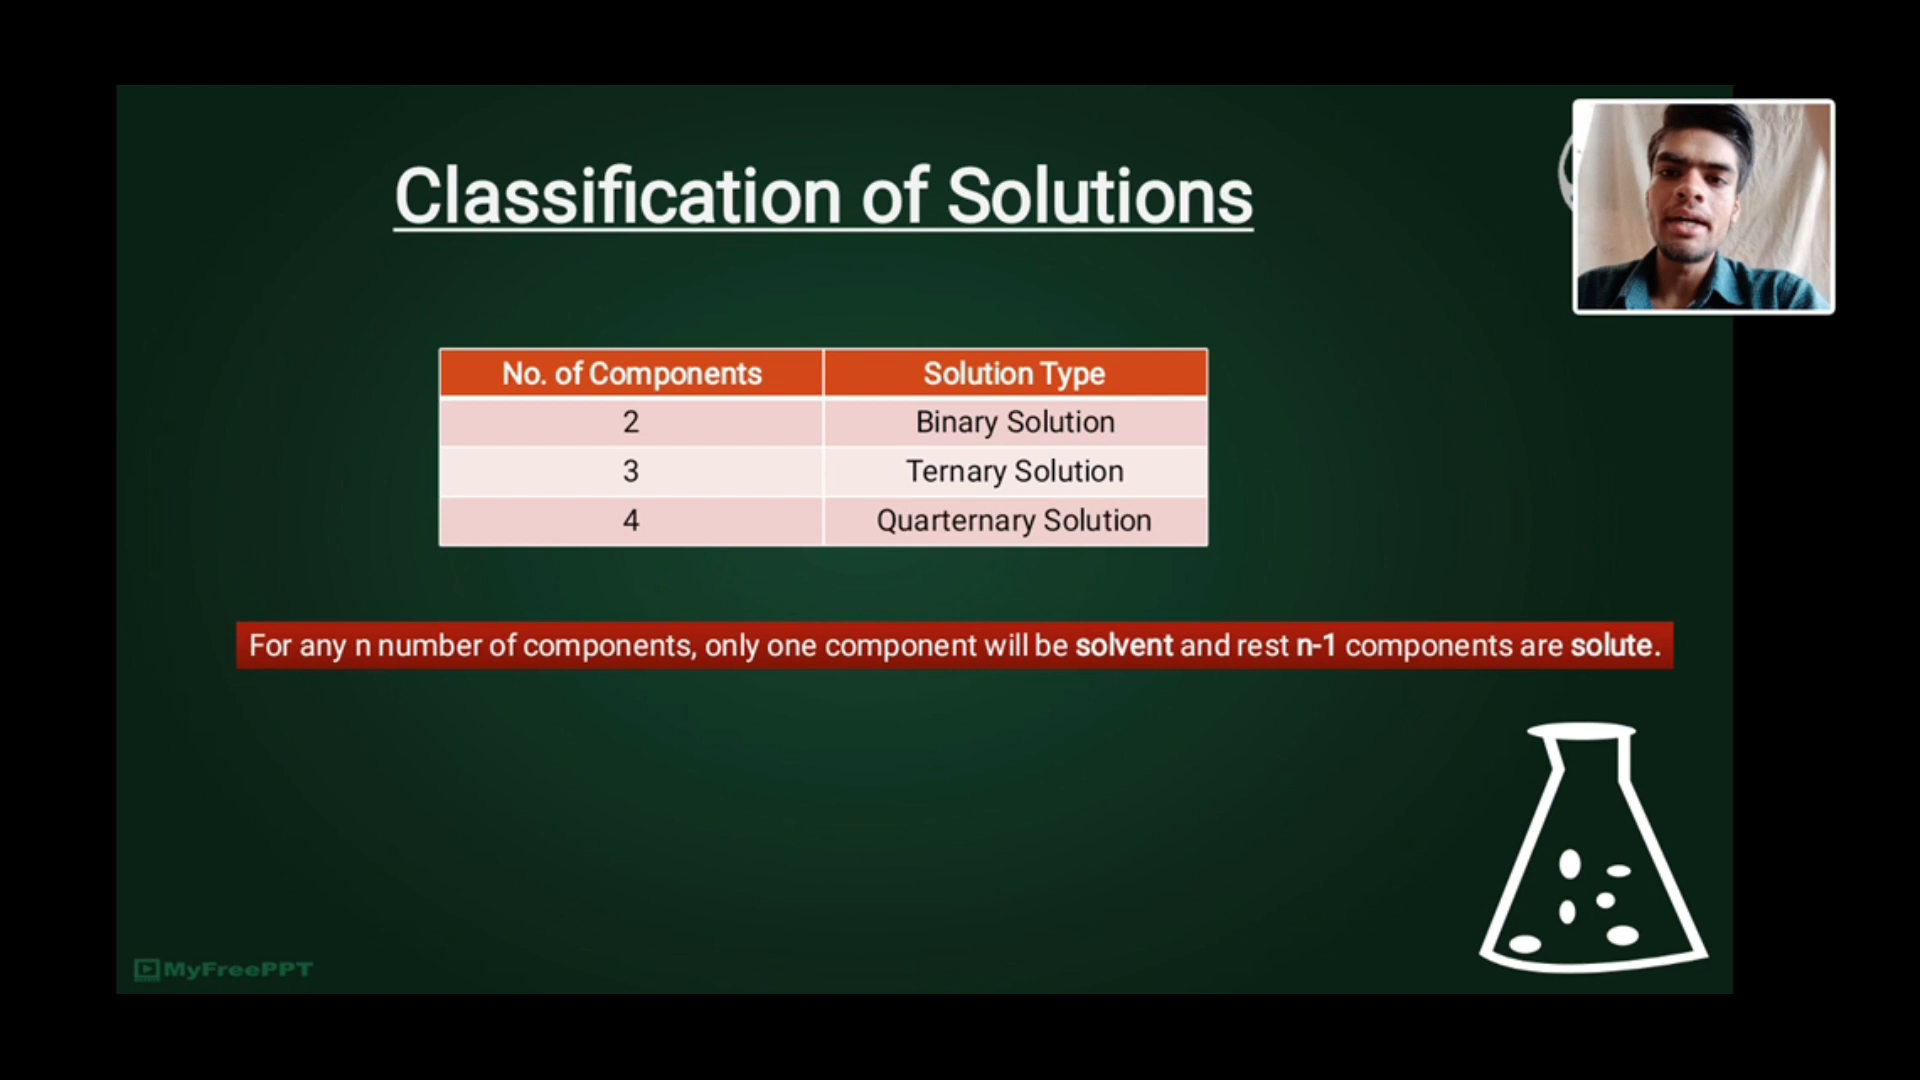 Classification of Solutions
No. of Components Solution Type
2 Binary Solution
3 Ternary Solution
4 Quarternary Solution
For any n number of components, only one component will be solvent and rest n-1 components are solute.
MyFreePPT